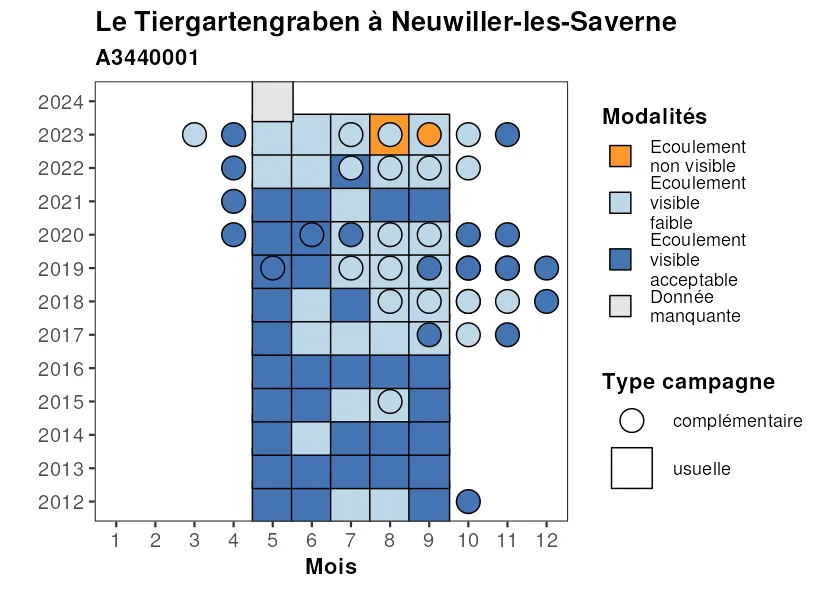 Le Tiergartengraben à Neuwiller-les-Saverne
A3440001
2024
2023
2022
2021
2020
2019
2018
2017
2016
2015
2014
2013
2012
1 2 3 4 5 6 7 8 9 10 11 12
Mois
Modalités
Ecoulement
non visible
Ecoulement
visible
faible
Ecoulement
visible
acceptable
Donnée
manquante
Type campagne
complémentaire
usuelle